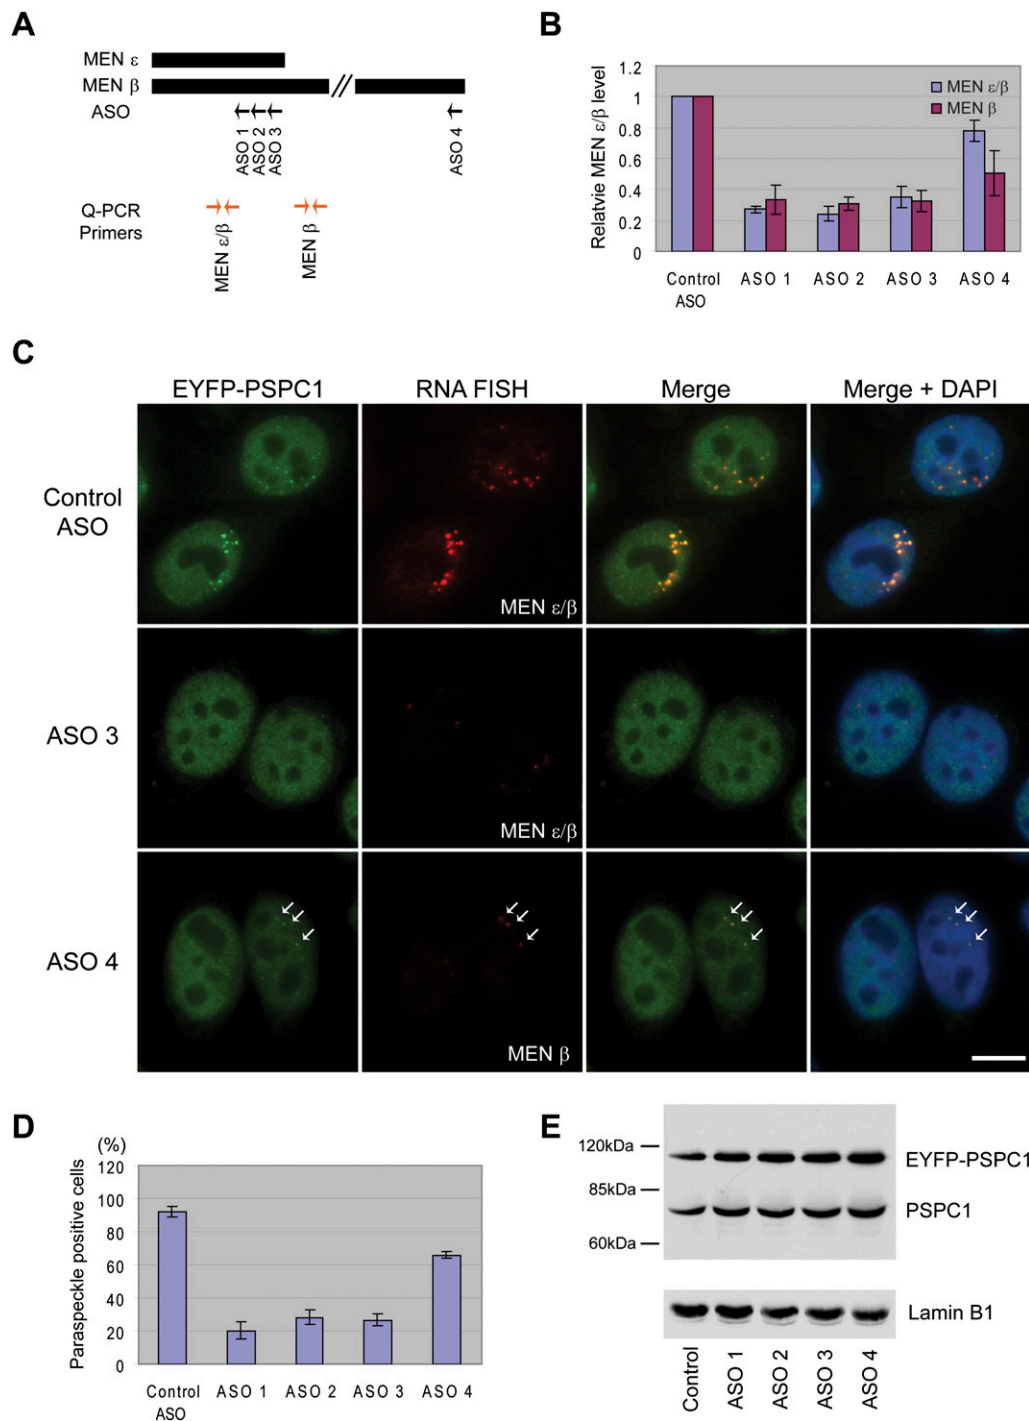 A
MEN ε
MEN β
ASO
ASO 1
ASO 2
ASO 3
ASO 4
Q-PCR
Primers
MEN ε/β
MEN β
B
Relatvie MEN ε/β level
1.2
1
0.8
0.6
0.4
0.2
0
MEN ε/β
MEN β
Control
ASO
ASO 1
ASO 2
ASO 3
ASO 4
C
EYFP-PSPC1
RNA FISH
Merge
Merge + DAPI
Control
ASO
MEN ε/β
ASO 3
MEN ε/β
ASO 4
MEN β
D
(%)
Paraspeckle positive cells
120
100
80
60
40
20
0
Control
ASO
ASO 1
ASO 2
ASO 3
ASO 4
E
120kDa
85kDa
60kDa
EYFP-PSPC1
PSPC1
Lamin B1
Control
ASO 1
ASO 2
ASO 3
ASO 4